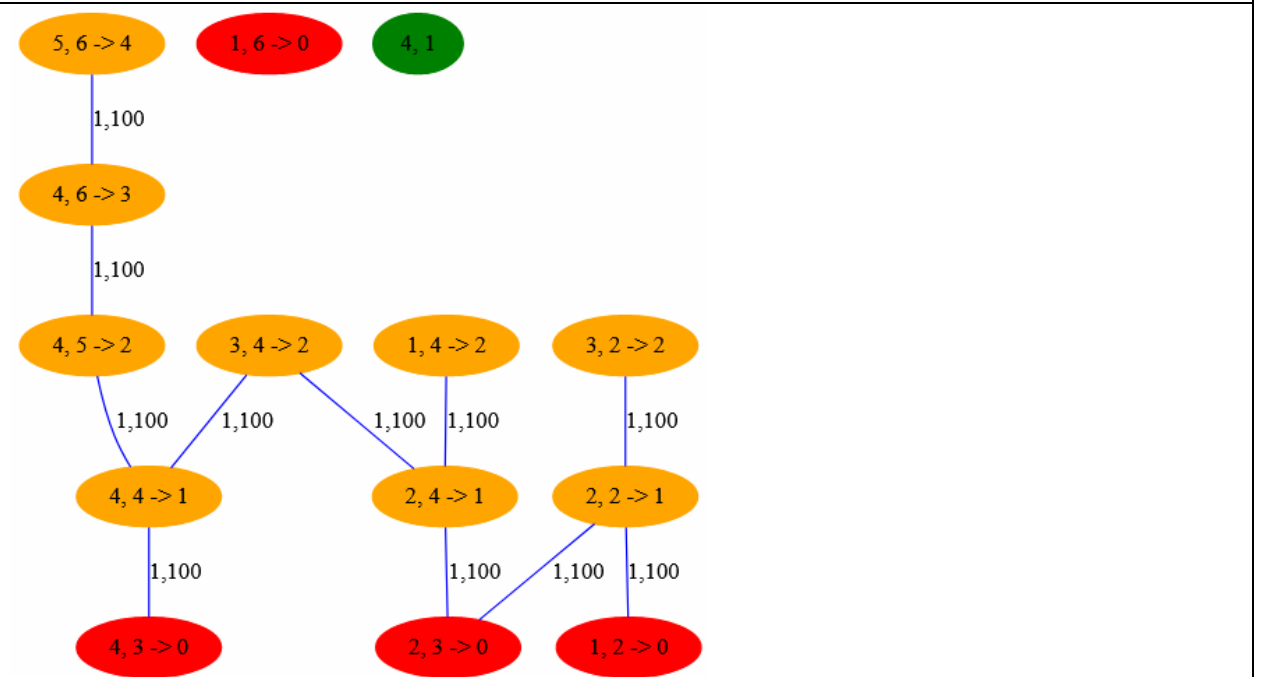 5, 6 -> 4 1, 6 -> 0 4, 1
1,100
4, 6 -> 3
1,100
4, 5 -> 2 3, 4 -> 2 1, 4 -> 2 3, 2 -> 2
1,100 1,100 1,100 1,100 1,100
4, 4 -> 1 2, 4 -> 1 2, 2 -> 1
1,100 1,100 1,100 1,100
4, 3 -> 0 2, 3 -> 0 1, 2 -> 0